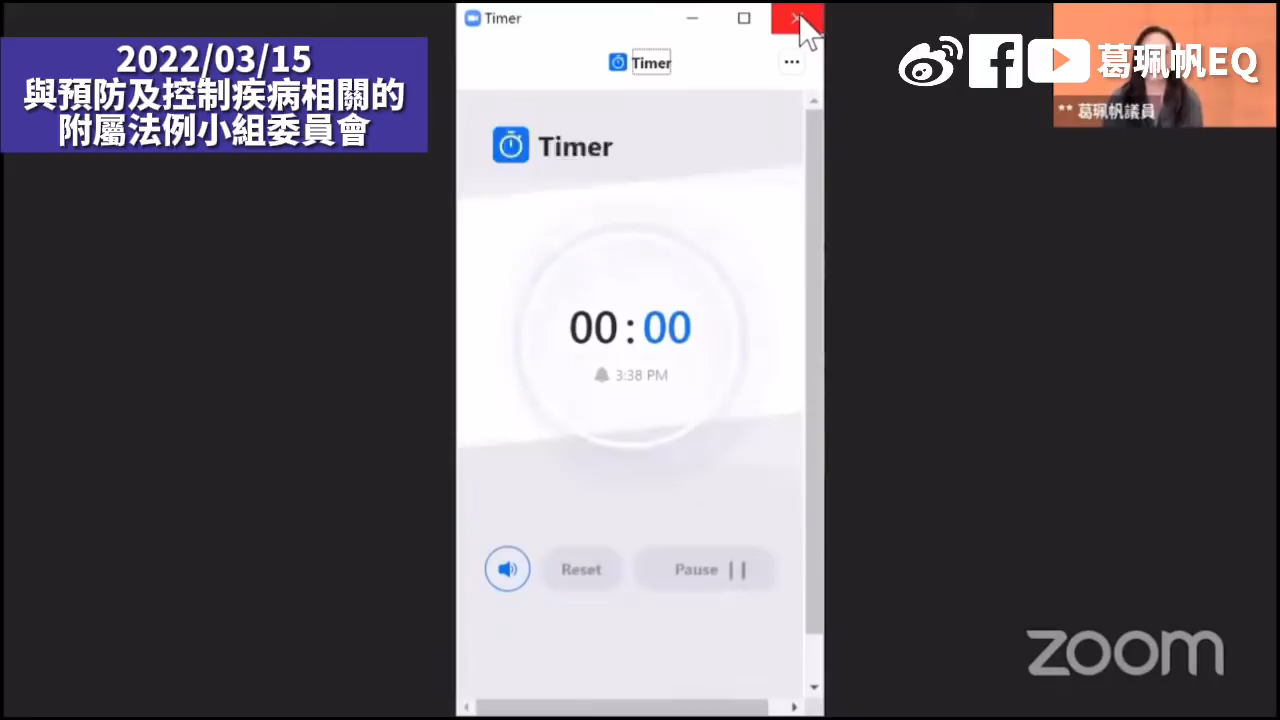 2022/03/15
與預防及控制疾病相關的
附屬法例小組委員會
Timer
Timer
葛珮帆EQ
** 葛珮帆議員
Timer
00:00
3:38 PM
Reset
Pause
zoom